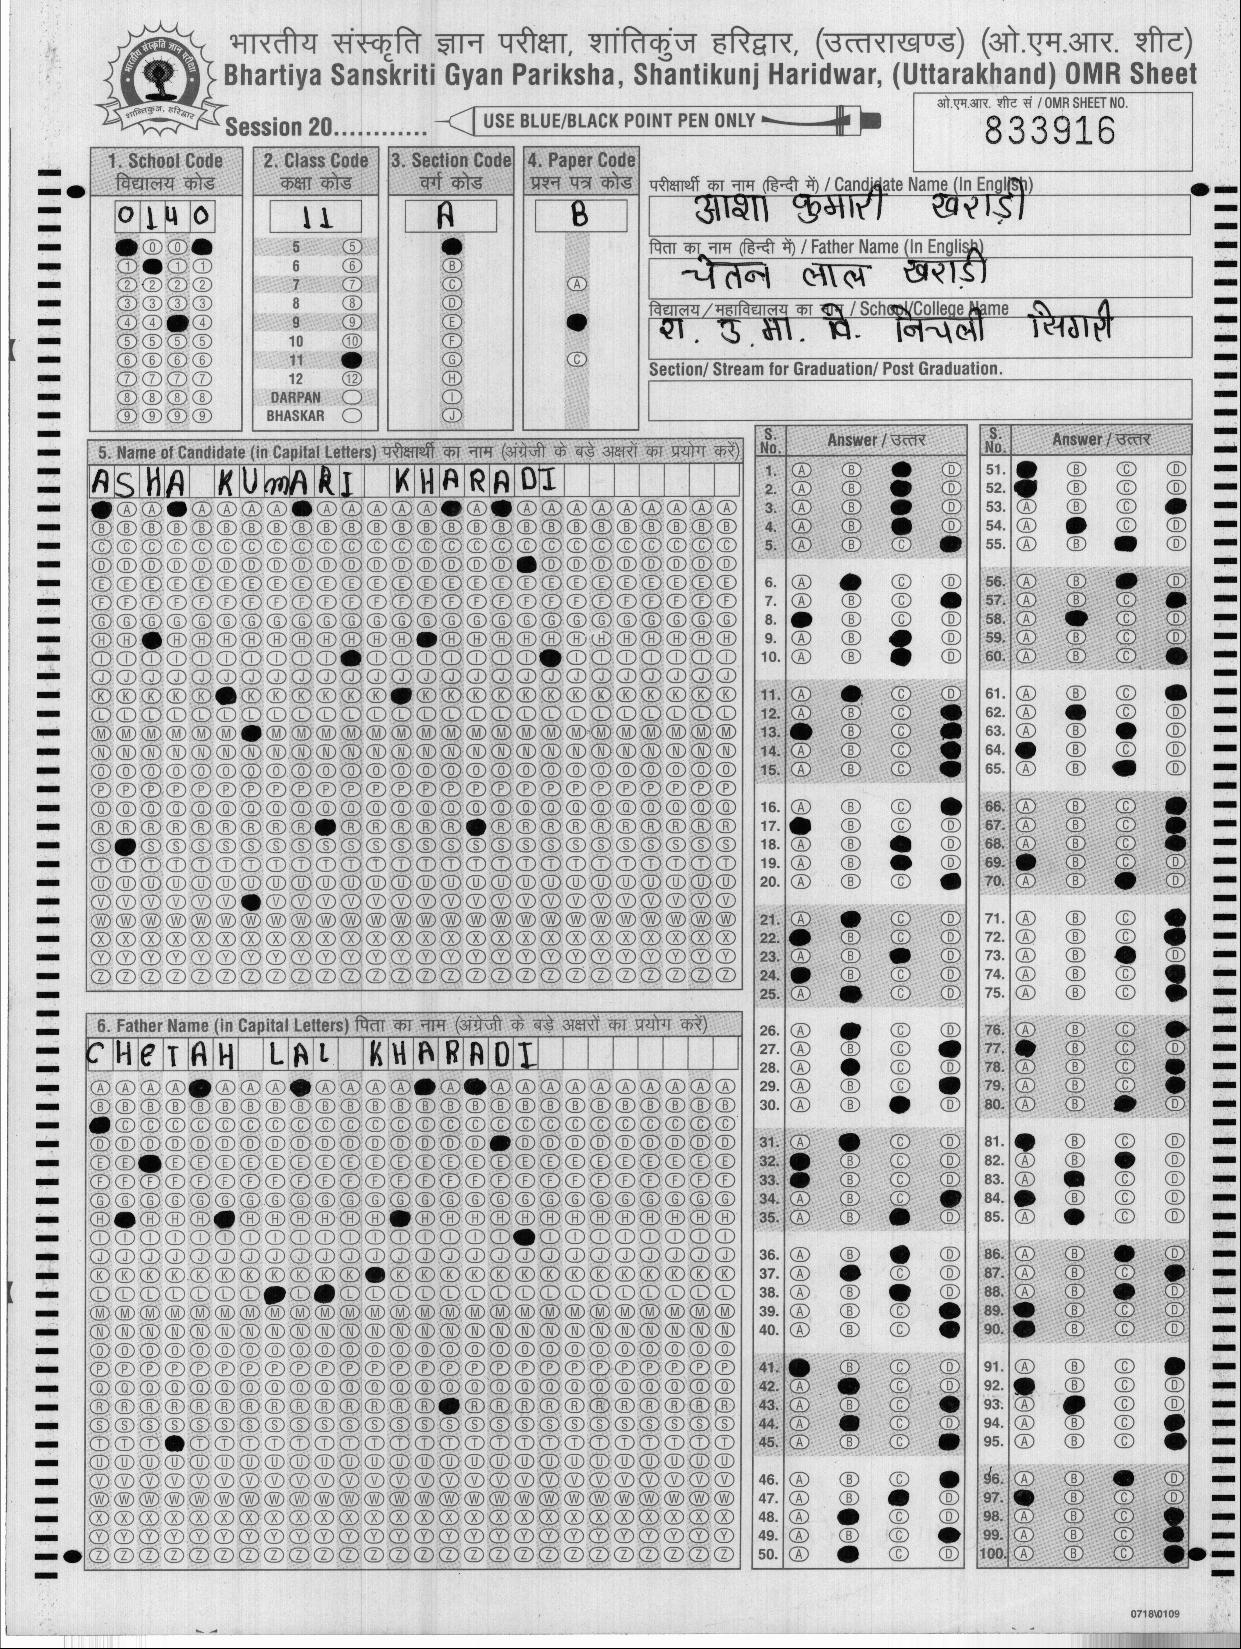 भारतीय संस्कृति ज्ञान परीक्षा, शांतिकुंज हरिद्वार, (उत्तराखण्ड) (ओ.एम.आर. शीट)
Bhartiya Sanskriti Gyan Pariksha, Shantikunj Haridwar, (Uttarakhand) OMR Sheet
Session 20............
USE BLUE/BLACK POINT PEN ONLY
ओ.एम.आर. शीट सं / OMR SHEET NO.
833916
1. School Code
विद्यालय कोड
0140
2. Class Code
कक्षा कोड
11
5
6
7
8
9
10
11
12
DARPAN
BHASKAR
3. Section Code
वर्ग कोड
A
4. Paper Code
प्रश्न पत्र कोड
B
परीक्षार्थी का नाम (हिन्दी में) / Candidate Name (In English)
आशा कुमारी खराड़ी
पिता का नाम (हिन्दी में) / Father Name (In English)
चेतन लाल खराड़ी
विद्यालय/महाविद्यालय का नाम / School/College Name
रा. उ. मा. वि. निचली सिगरी
Section/ Stream for Graduation/ Post Graduation.
5. Name of Candidate (in Capital Letters) परीक्षार्थी का नाम (अंग्रेजी के बड़े अक्षरों का प्रयोग करें)
ASHA KUmARI KHARADI
6. Father Name (in Capital Letters) पिता का नाम (अंग्रेजी के बड़े अक्षरों का प्रयोग करें)
CHeTAH LAL KHARADI
S. No. Answer / उत्तर
S. No. Answer / उत्तर
0718\0109